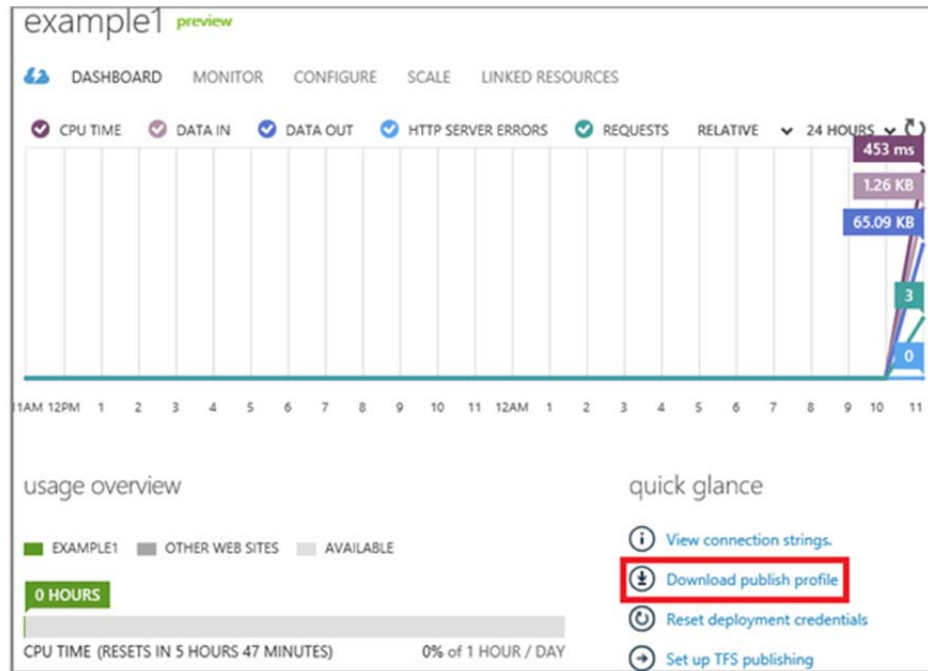 example1 preview
DASHBOARD MONITOR CONFIGURE SCALE LINKED RESOURCES
CPU TIME DATA IN DATA OUT HTTP SERVER ERRORS REQUESTS RELATIVE 24 HOURS
453 ms
1.26 KB
65.09 KB
3
0
11AM 12PM 1 2 3 4 5 6 7 8 9 10 11 12AM 1 2 3 4 5 6 7 8 9 10 11
usage overview
EXAMPLE1 OTHER WEB SITES AVAILABLE
0 HOURS
CPU TIME (RESETS IN 5 HOURS 47 MINUTES) 0% of 1 HOUR / DAY
quick glance
View connection strings.
Download publish profile
Reset deployment credentials
Set up TFS publishing